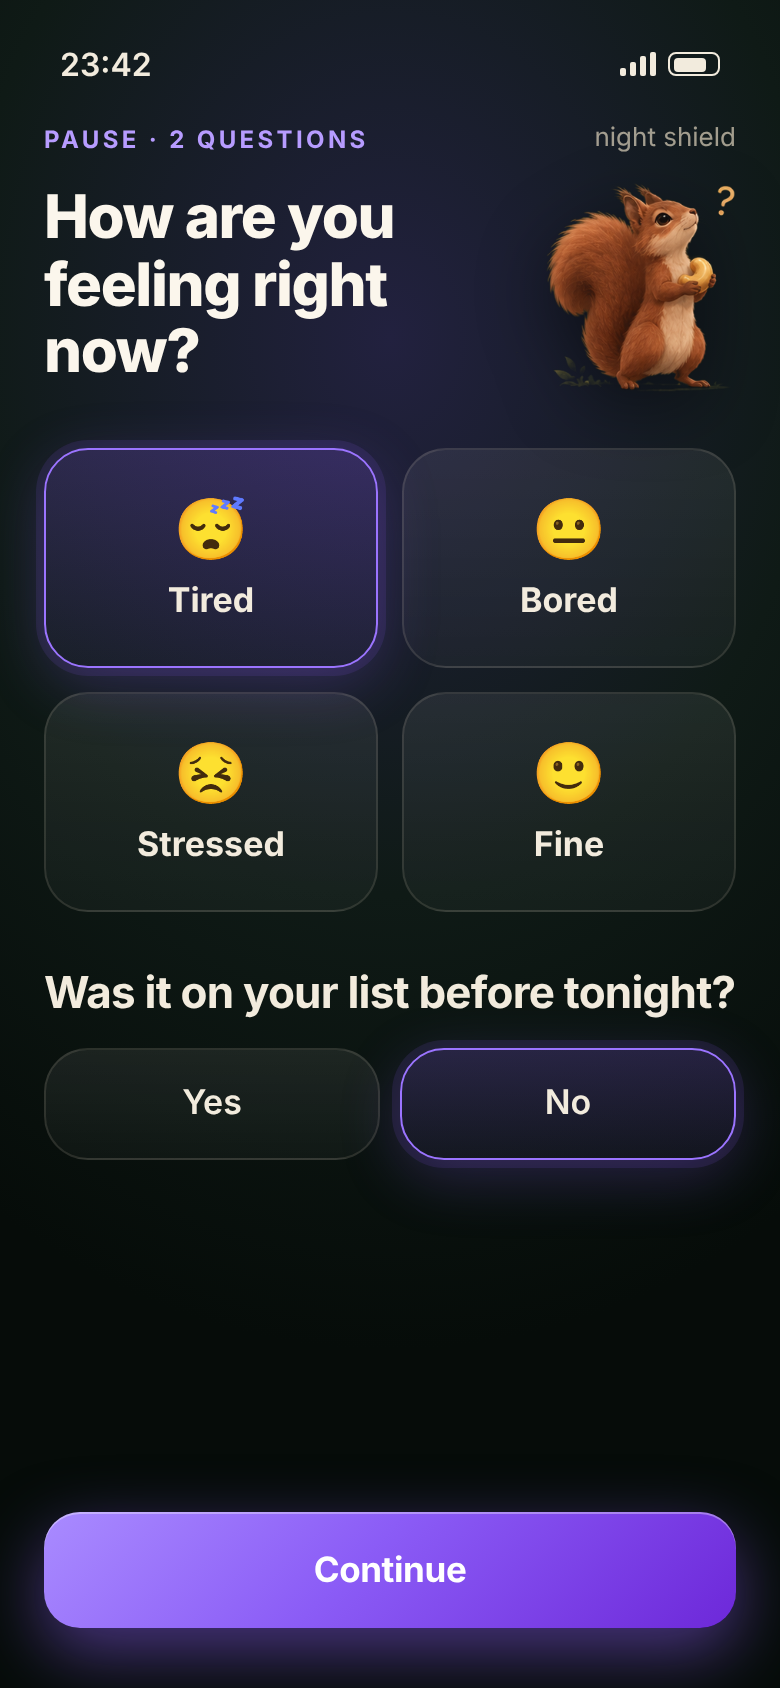 23:42
PAUSE · 2 QUESTIONS
night shield
How are you
feeling right
now?
?
Tired
Bored
Stressed
Fine
Was it on your list before tonight?
Yes
No
Continue